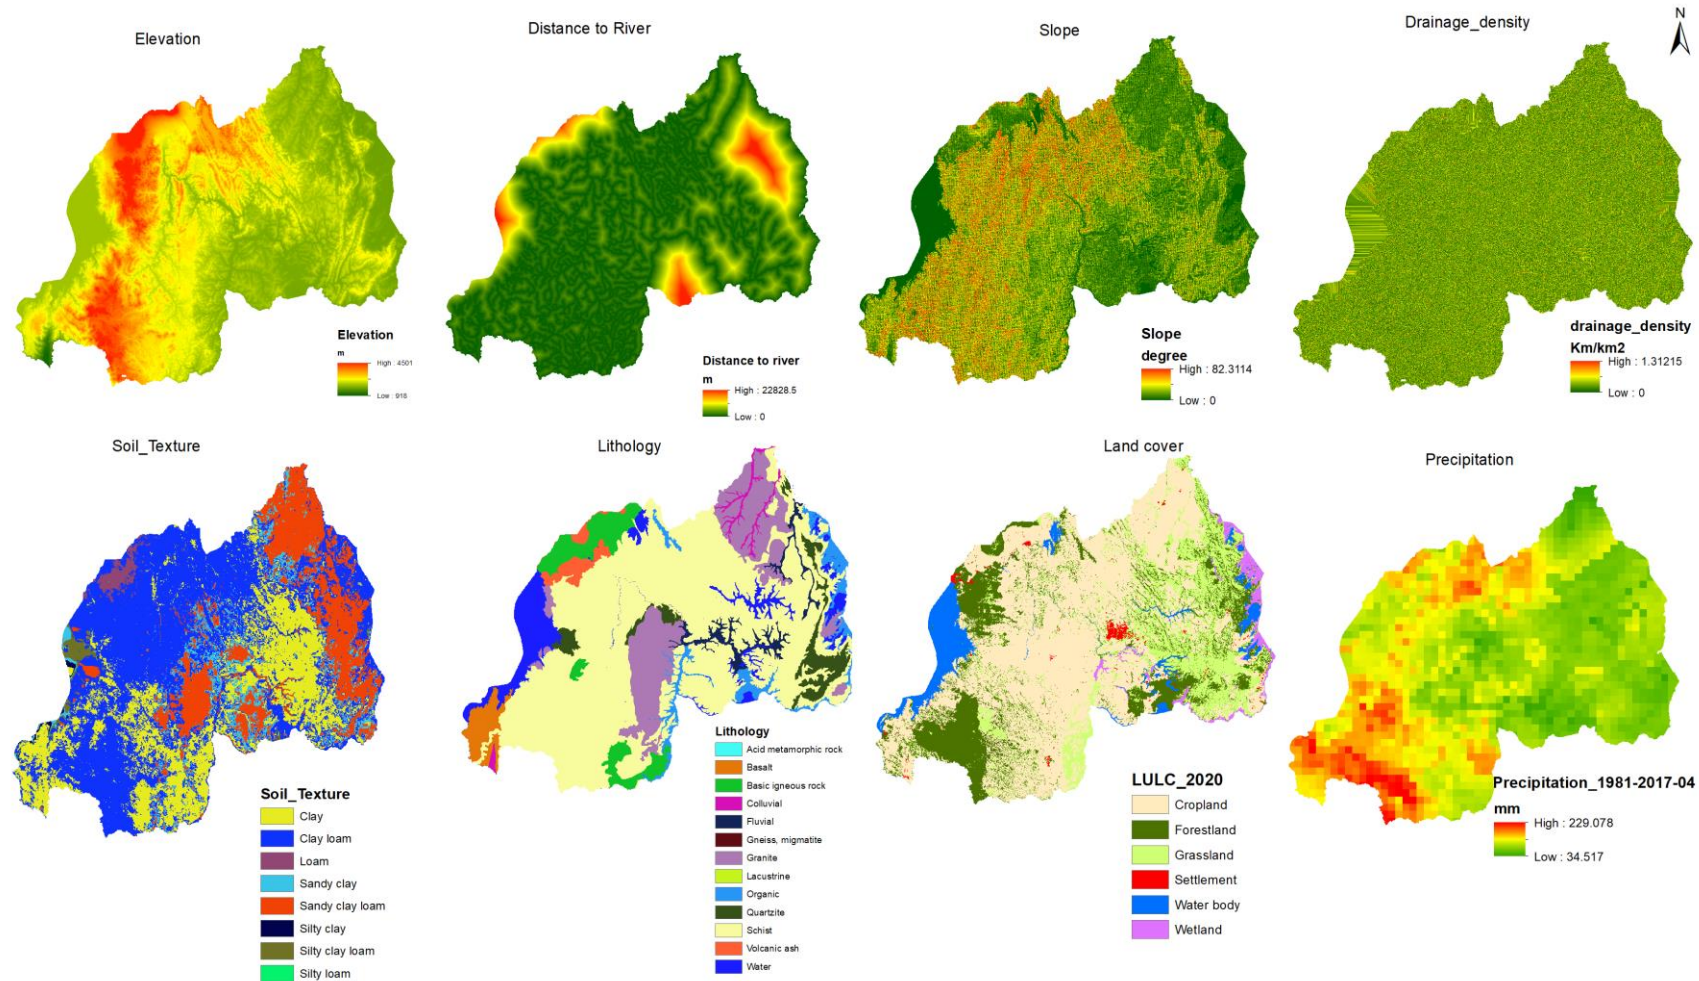 Elevation
Distance to River
Slope
Drainage_density
N
Elevation
m
High : 4501
Low : 916
Distance to river
m
High : 22828.5
Low : 0
Slope
degree
High : 82.3114
Low : 0
drainage_density
Km/km2
High : 1.31215
Low : 0
Soil_Texture
Lithology
Land cover
Precipitation
Soil_Texture
Clay
Clay loam
Loam
Sandy clay
Sandy clay loam
Silty clay
Silty clay loam
Silty loam
Lithology
Acid metamorphic rock
Basalt
Basic igneous rock
Colluvial
Fluvial
Gneiss, migmatite
Granite
Lacustrine
Organic
Quartzite
Schist
Volcanic ash
Water
LULC_2020
Cropland
Forestland
Grassland
Settlement
Water body
Wetland
Precipitation_1981-2017-04
mm
High : 229.078
Low : 34.517